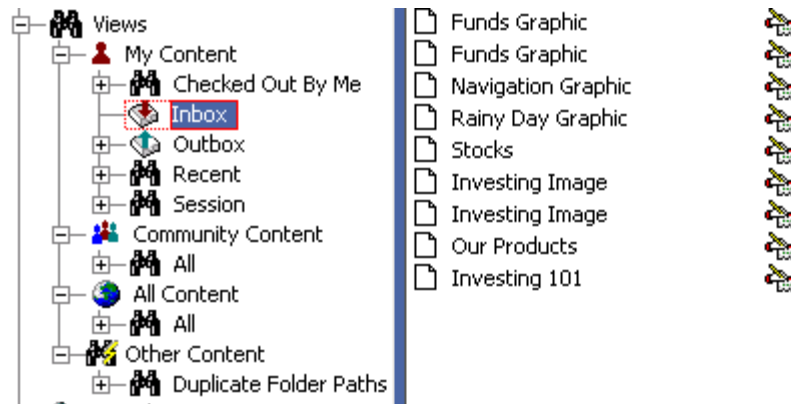 Views
My Content
Checked Out By Me
Inbox
Outbox
Recent
Session
Community Content
All
All Content
All
Other Content
Duplicate Folder Paths
Funds Graphic
Funds Graphic
Navigation Graphic
Rainy Day Graphic
Stocks
Investing Image
Investing Image
Our Products
Investing 101